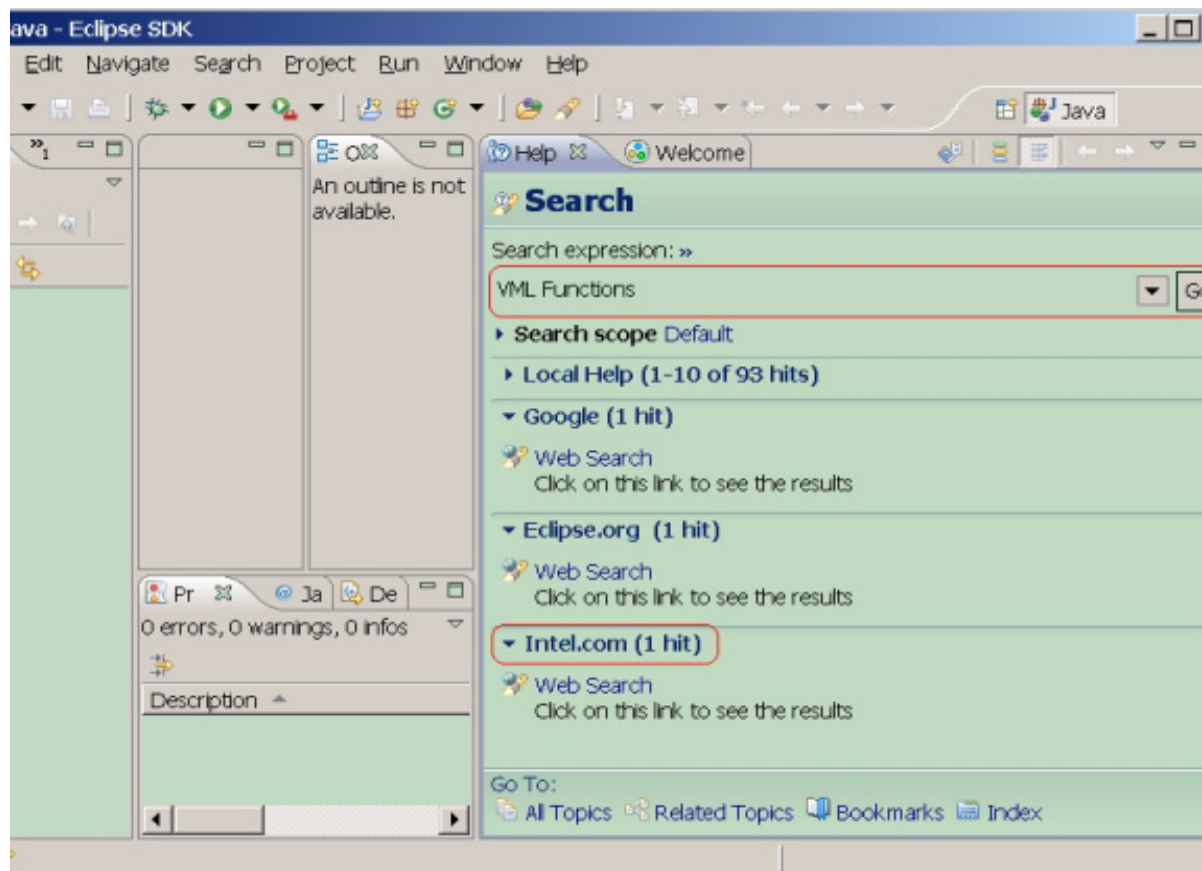 ava - Eclipse SDK
Edit Navigate Search Project Run Window Help
Java
»1
O
Help Welcome
An outline is not
available.
Search
Search expression: »
VML Functions
G
Search scope Default
Local Help (1-10 of 93 hits)
Google (1 hit)
Web Search
Click on this link to see the results
Eclipse.org (1 hit)
Web Search
Click on this link to see the results
Intel.com (1 hit)
Web Search
Click on this link to see the results
Pr @ Ja De
0 errors, 0 warnings, 0 infos
Description
Go To:
All Topics Related Topics Bookmarks Index